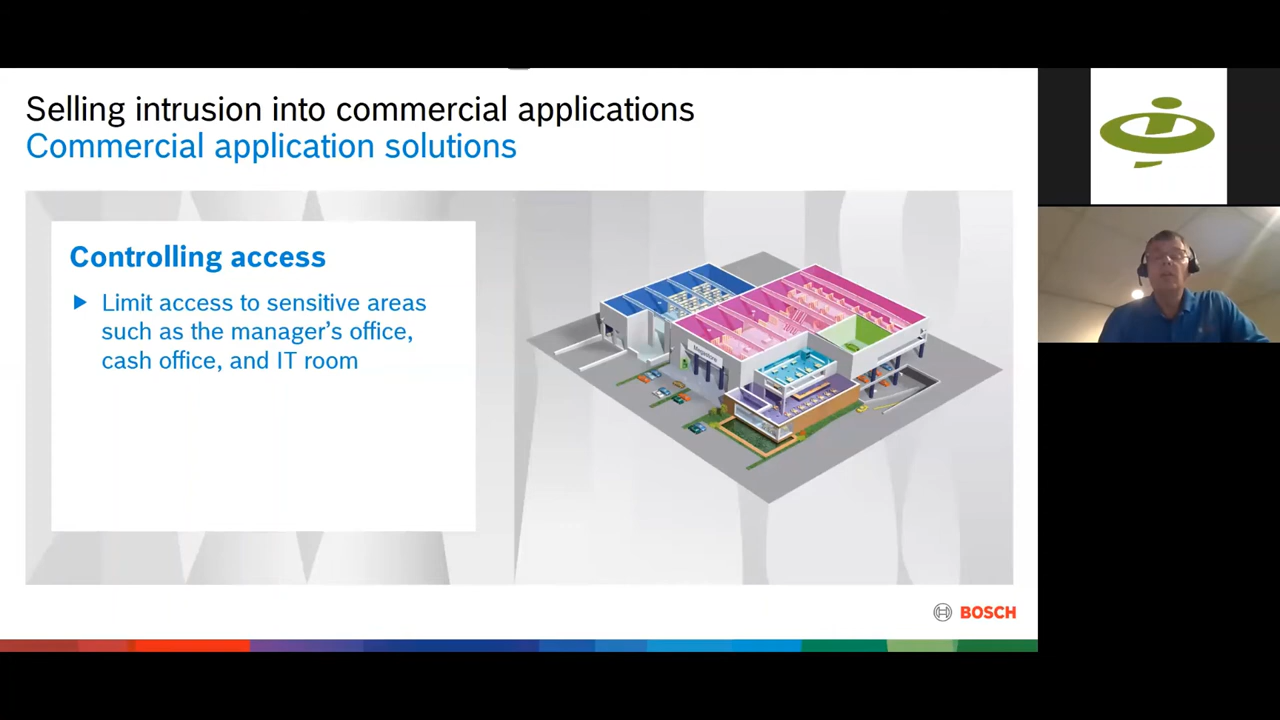 Selling intrusion into commercial applications
Commercial application solutions
Controlling access
Limit access to sensitive areas
such as the manager's office,
cash office, and IT room
Megastore
BOSCH